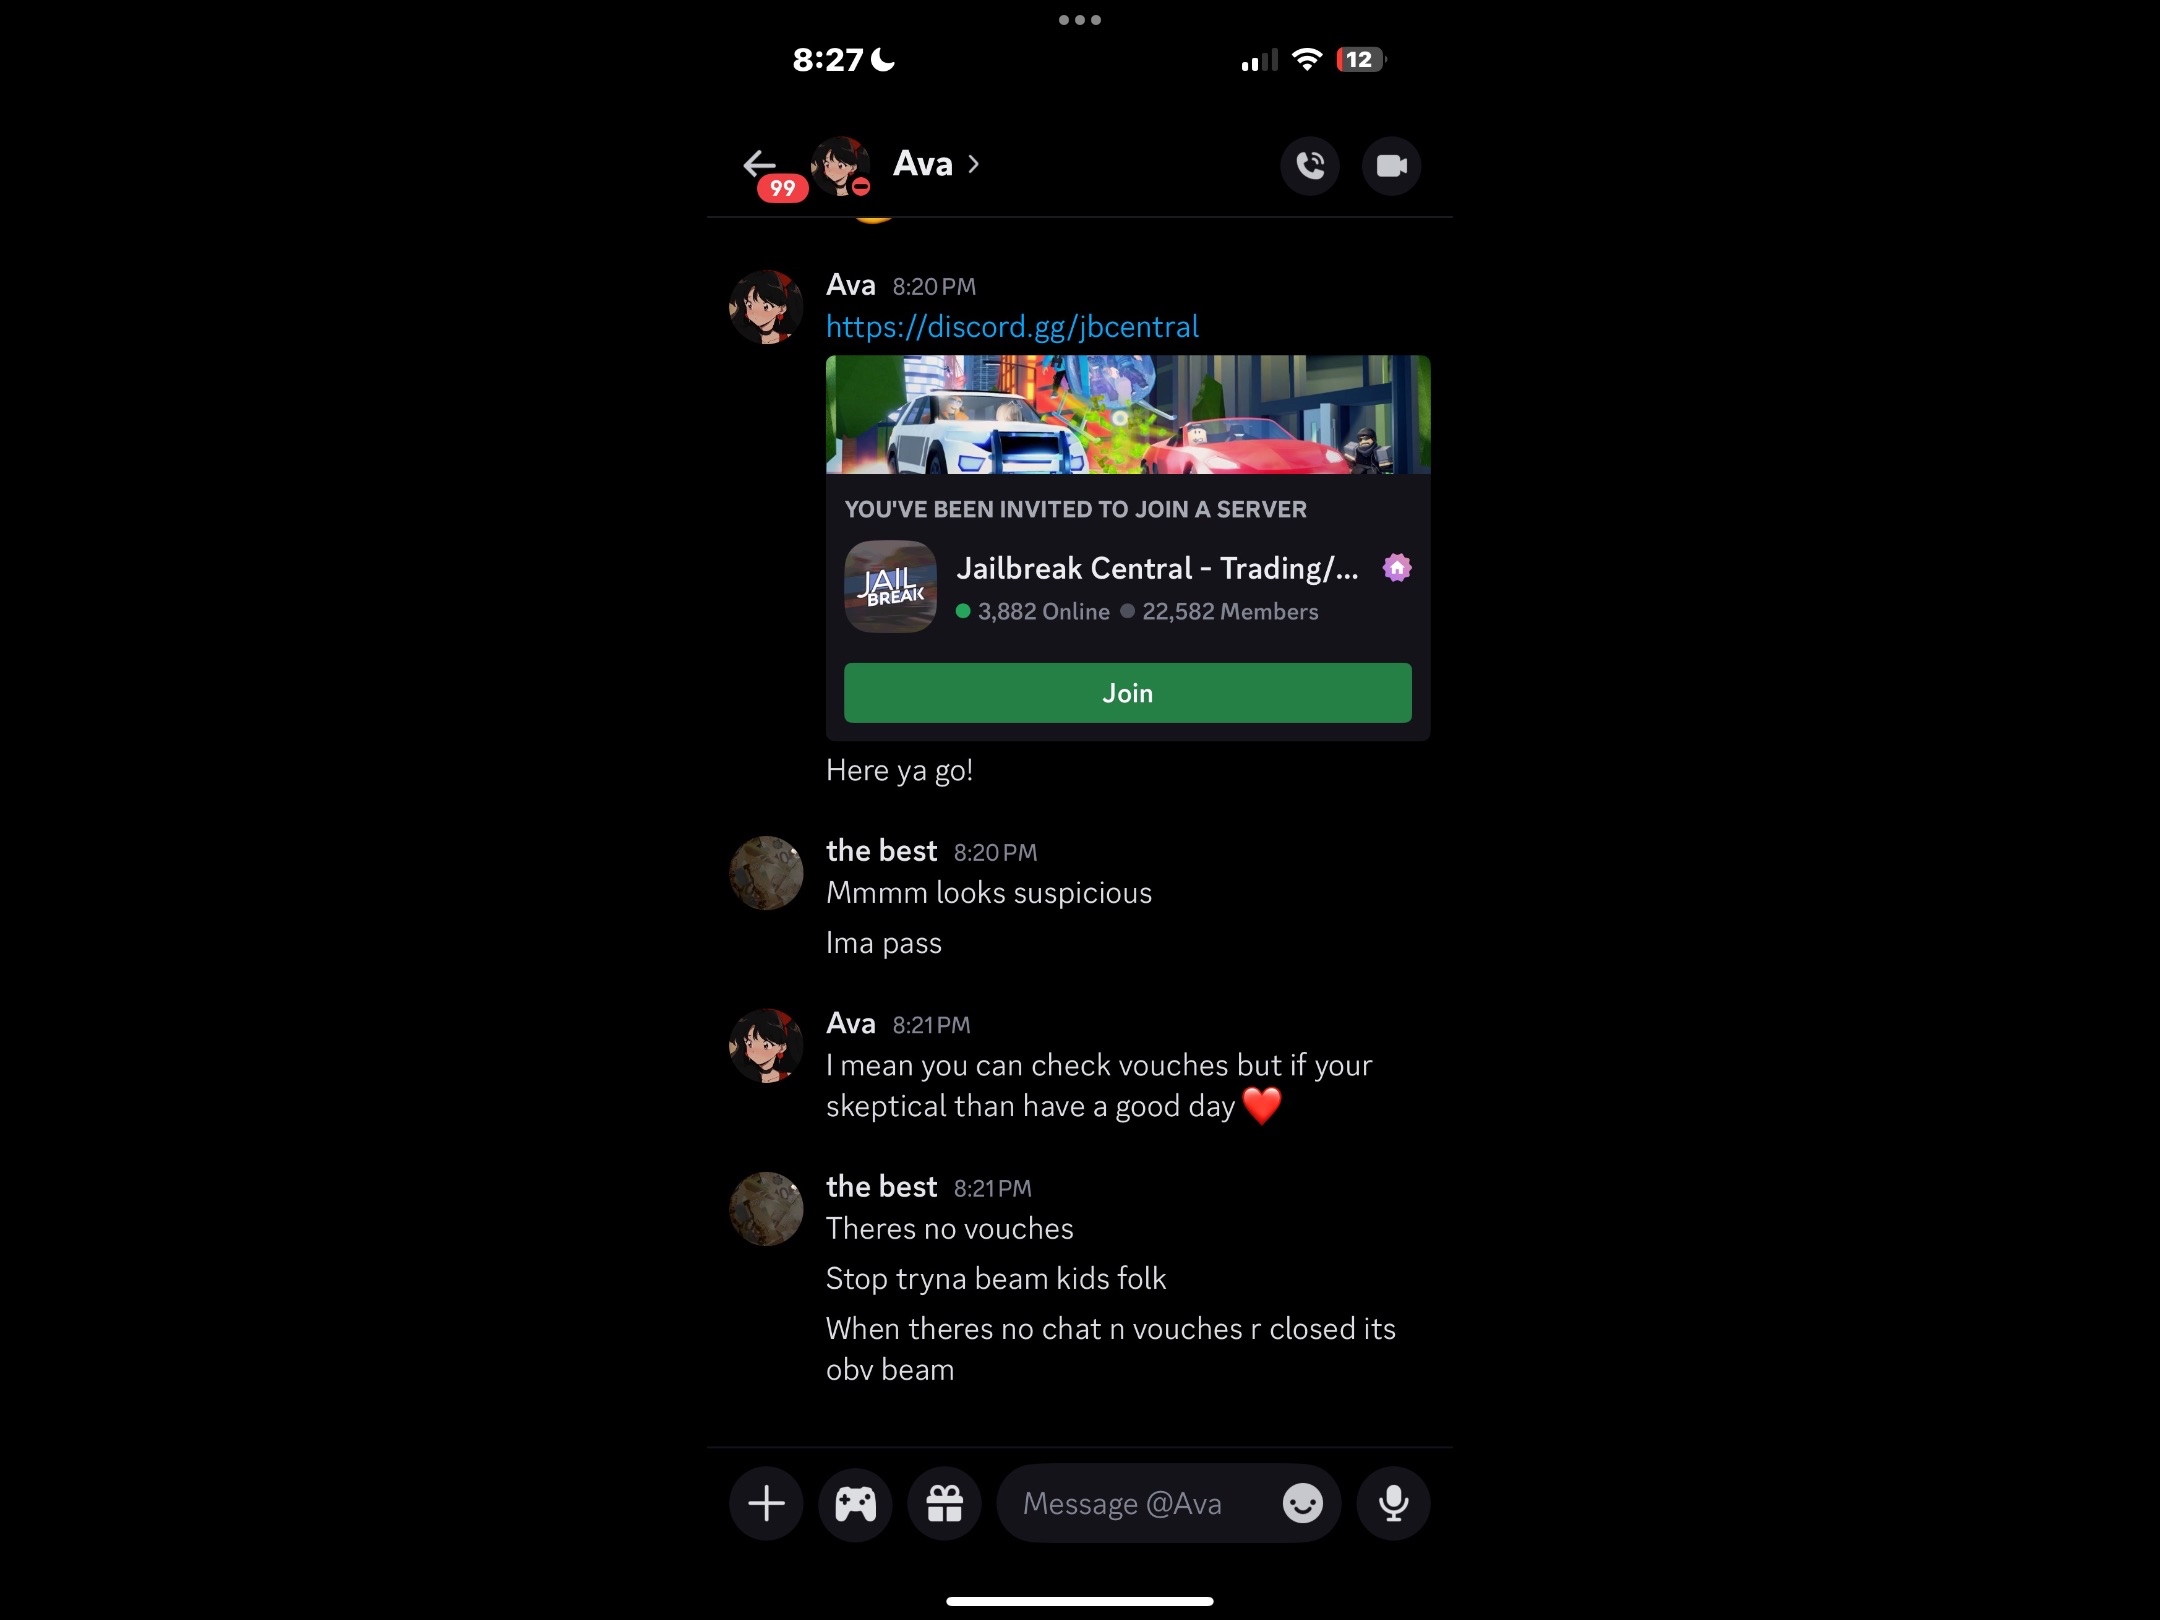 8:27
12
99
Ava
Ava 8:20 PM
https://discord.gg/jbcentral
YOU'VE BEEN INVITED TO JOIN A SERVER
JAIL
BREAK
Jailbreak Central - Trading/...
3,882 Online 22,582 Members
Join
Here ya go!
the best 8:20 PM
Mmmm looks suspicious
Ima pass
Ava 8:21 PM
I mean you can check vouches but if your
skeptical than have a good day ❤️
the best 8:21 PM
Theres no vouches
Stop tryna beam kids folk
When theres no chat n vouches r closed its
obv beam
Message @Ava